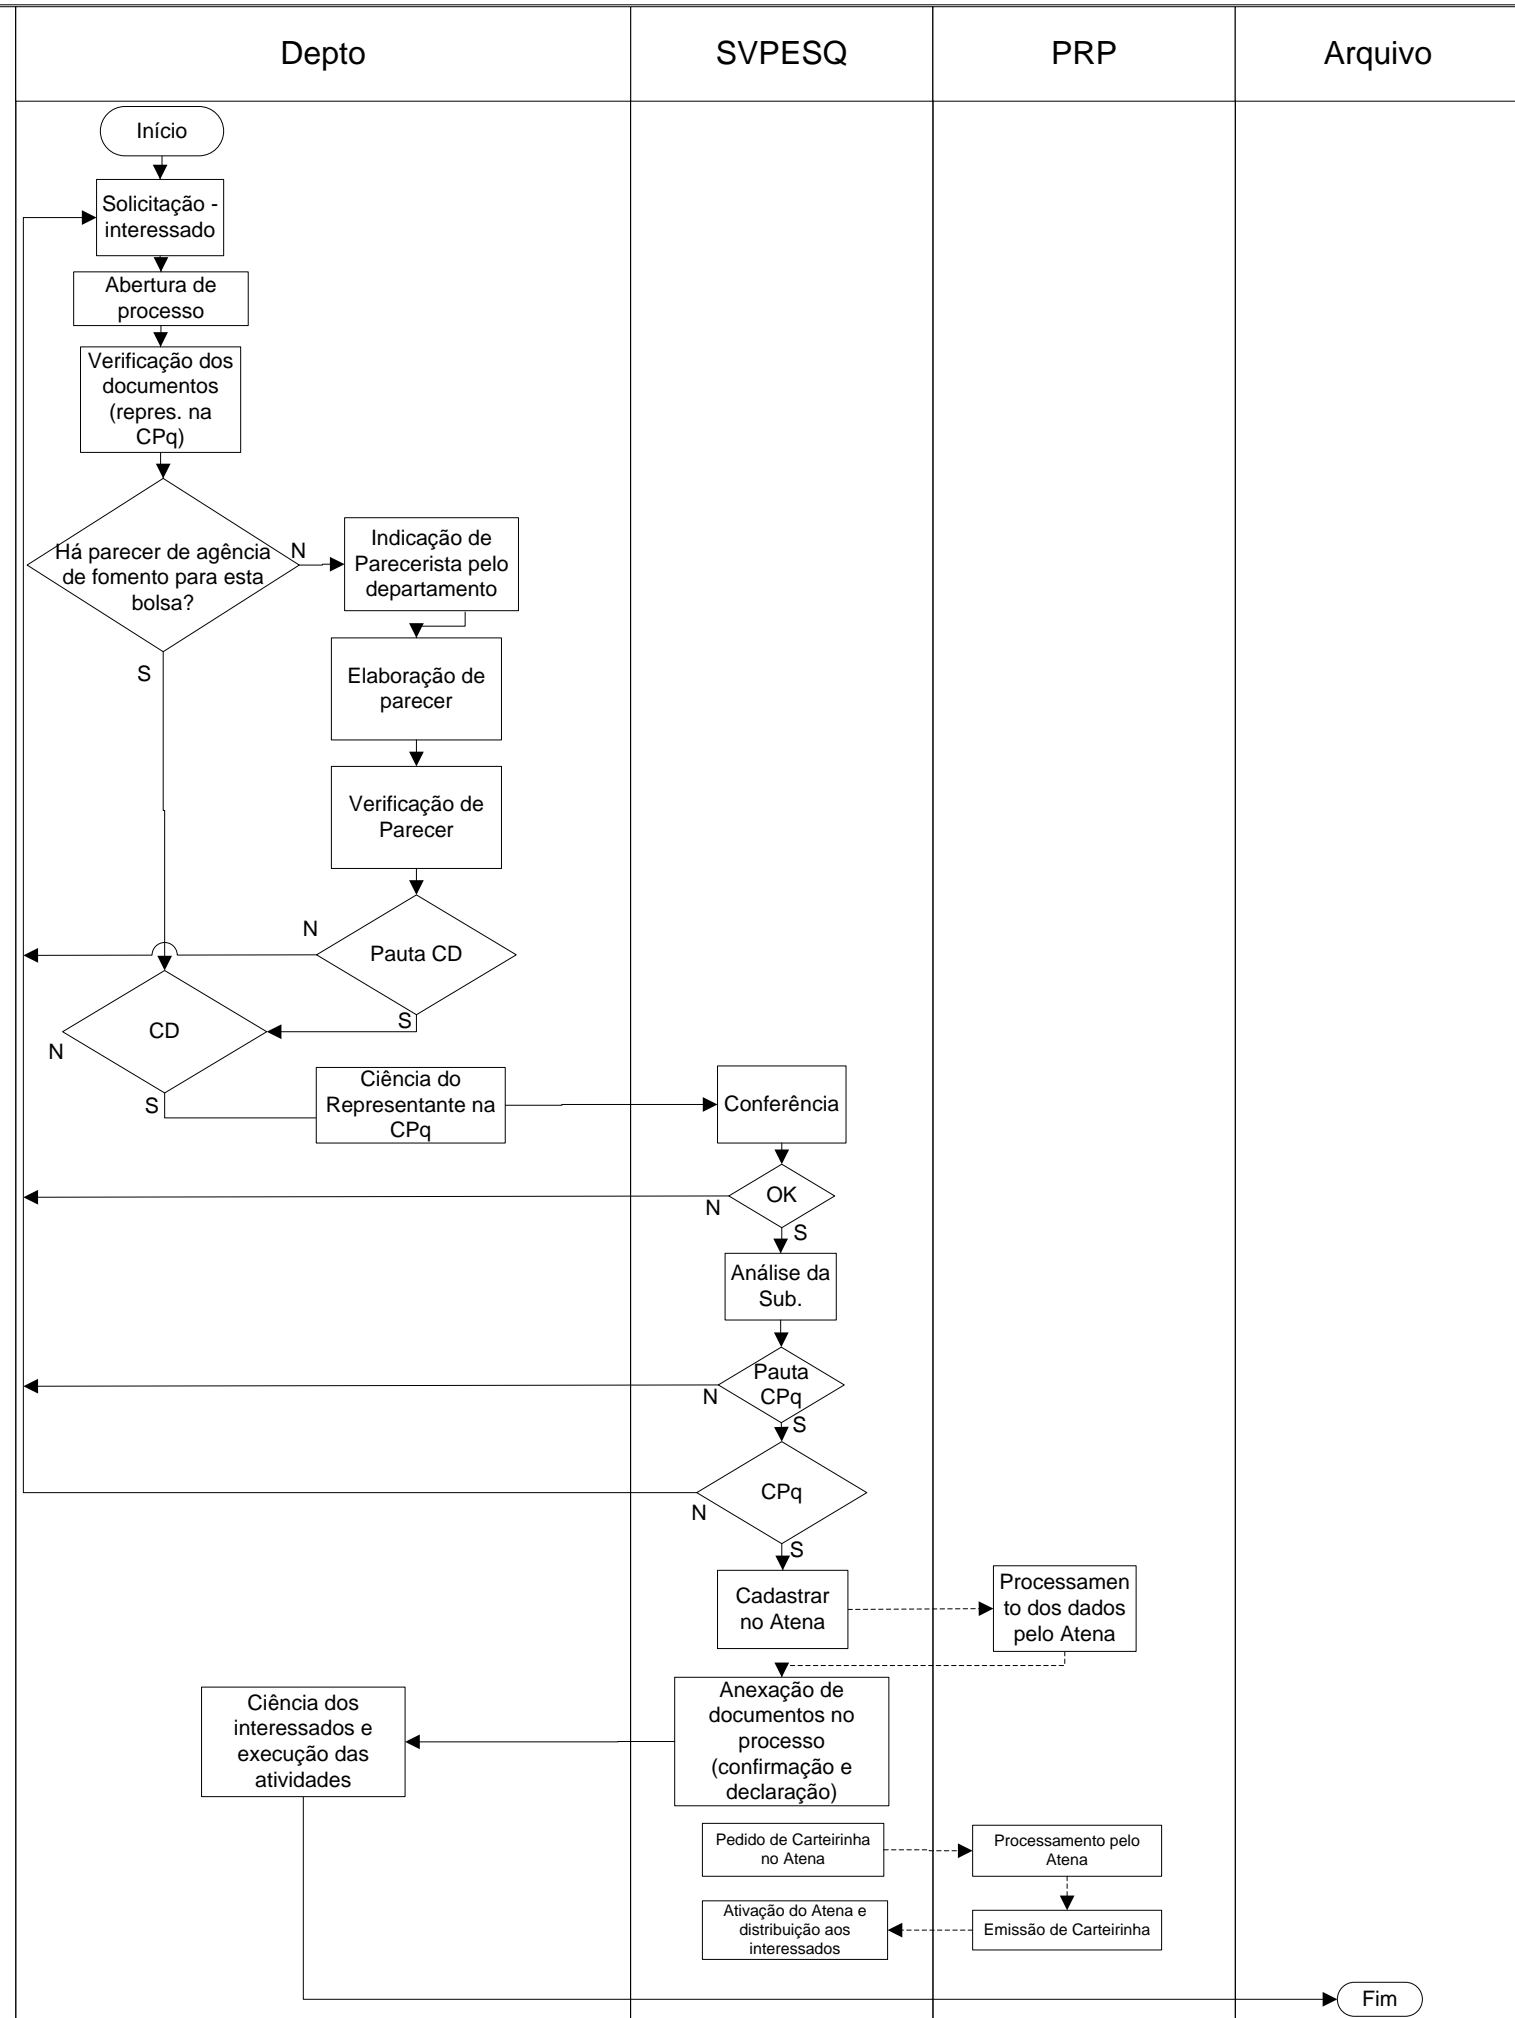 Depto
SVPESQ
PRP
Arquivo
Início
Solicitação -
interessado
Abertura de
processo
Verificação dos
documentos
(repres. na
CPq)
Há parecer de agência
de fomento para esta
bolsa?
N
S
Indicação de
Parecerista pelo
departamento
Elaboração de
parecer
Verificação de
Parecer
N
Pauta CD
S
CD
N
S
Ciência do
Representante na
CPq
Conferência
OK
N
S
Análise da
Sub.
Pauta
CPq
N
S
CPq
N
S
Cadastrar
no Atena
Processamen
to dos dados
pelo Atena
Anexação de
documentos no
processo
(confirmação e
declaração)
Ciência dos
interessados e
execução das
atividades
Pedido de Carteirinha
no Atena
Processamento pelo
Atena
Ativação do Atena e
distribuição aos
interessados
Emissão de Carteirinha
Fim